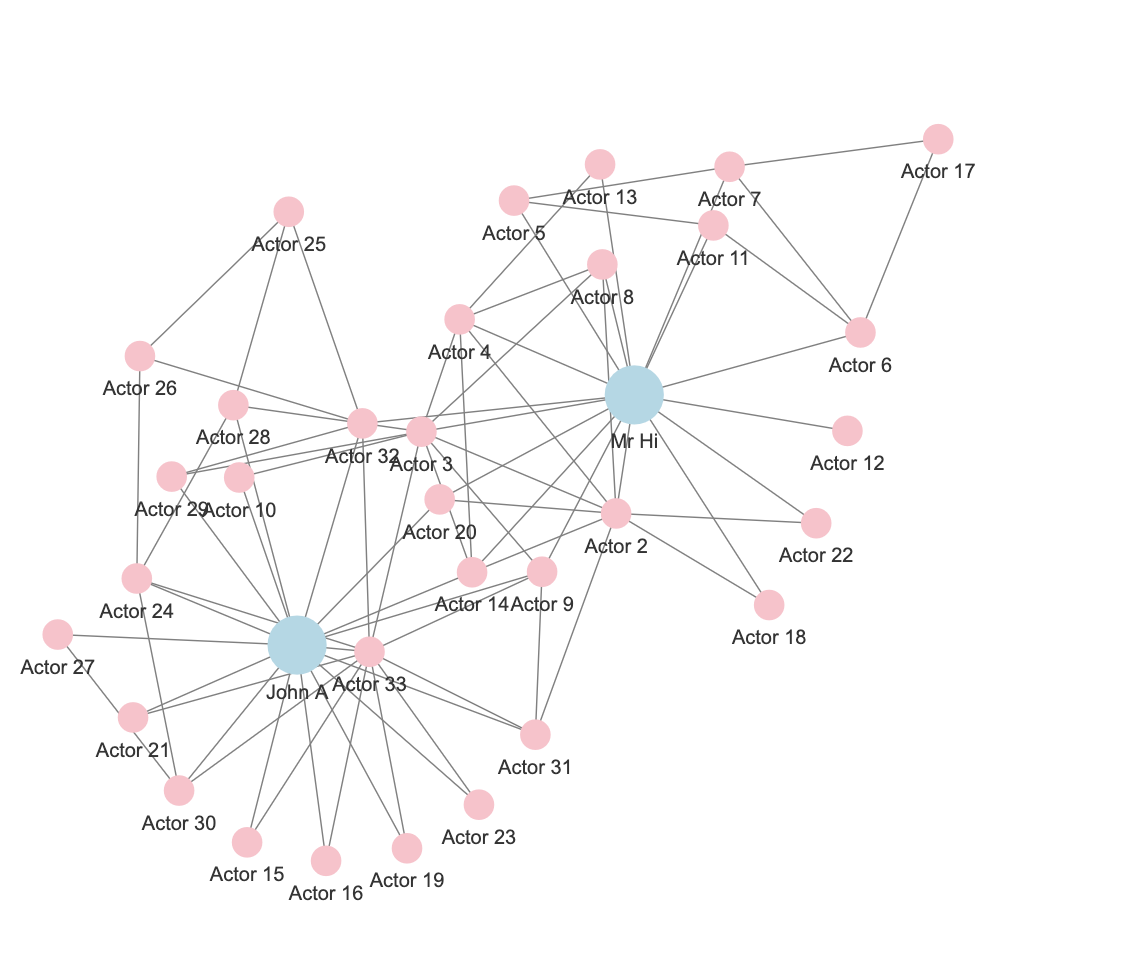 Actor 17
Actor 13
Actor 7
Actor 5
Actor 25
Actor 11
Actor 8
Actor 4
Actor 6
Actor 26
Actor 28
Mr Hi
Actor 32
Actor 3
Actor 12
Actor 29
Actor 10
Actor 20
Actor 2
Actor 22
Actor 24
Actor 14
Actor 9
Actor 18
Actor 27
John A
Actor 33
Actor 21
Actor 31
Actor 30
Actor 23
Actor 15
Actor 19
Actor 16